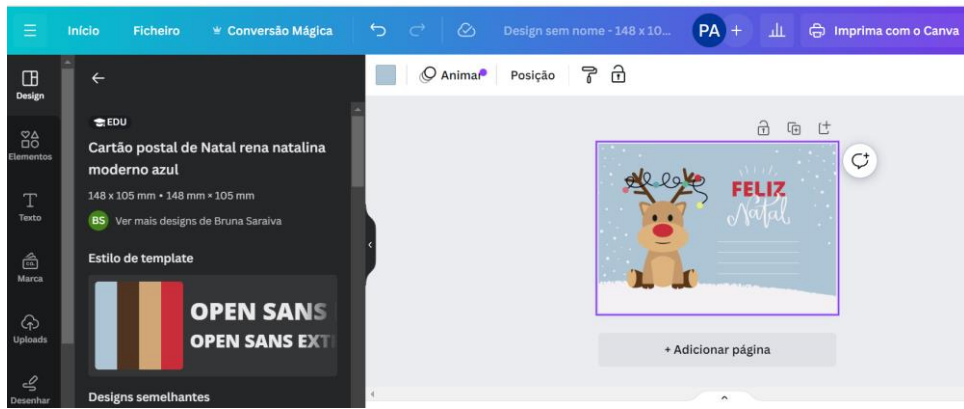 Início Ficheiro Conversão Mágica Design sem nome - 148 x 10... PA + Imprima com o Canva
Design
Elementos
Texto
Marca
Uploads
Desenhar
EDU
Cartão postal de Natal rena natalina
moderno azul
148 x 105 mm • 148 mm × 105 mm
BS Ver mais designs de Bruna Saraiva
Estilo de template
OPEN SANS
OPEN SANS EXT
Designs semelhantes
Animar Posição
FELIZ
Natal
+ Adicionar página